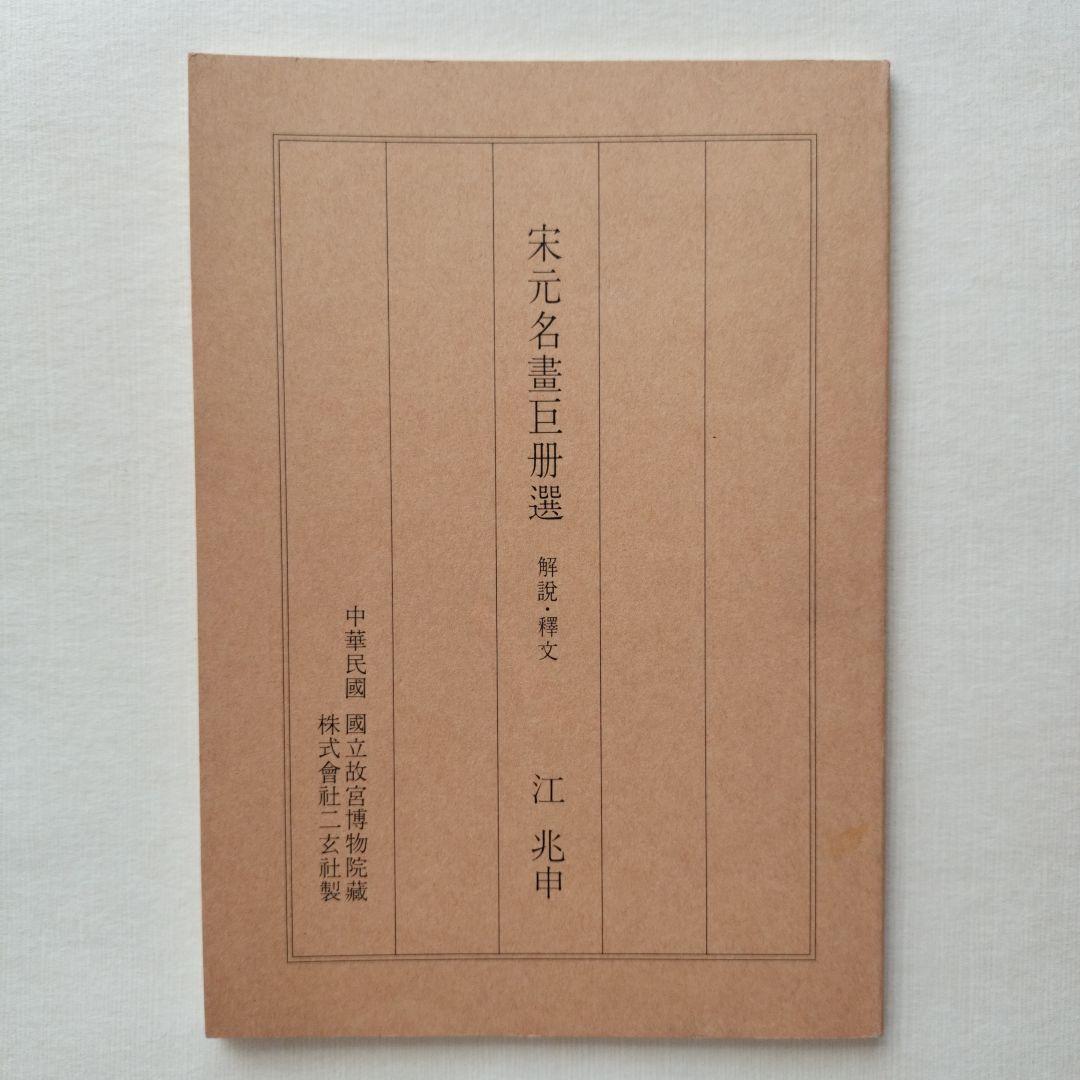 宋元名畫巨册選 解說・釋文 江兆申
中華民國 國立故宮博物院藏
株式會社二玄社製